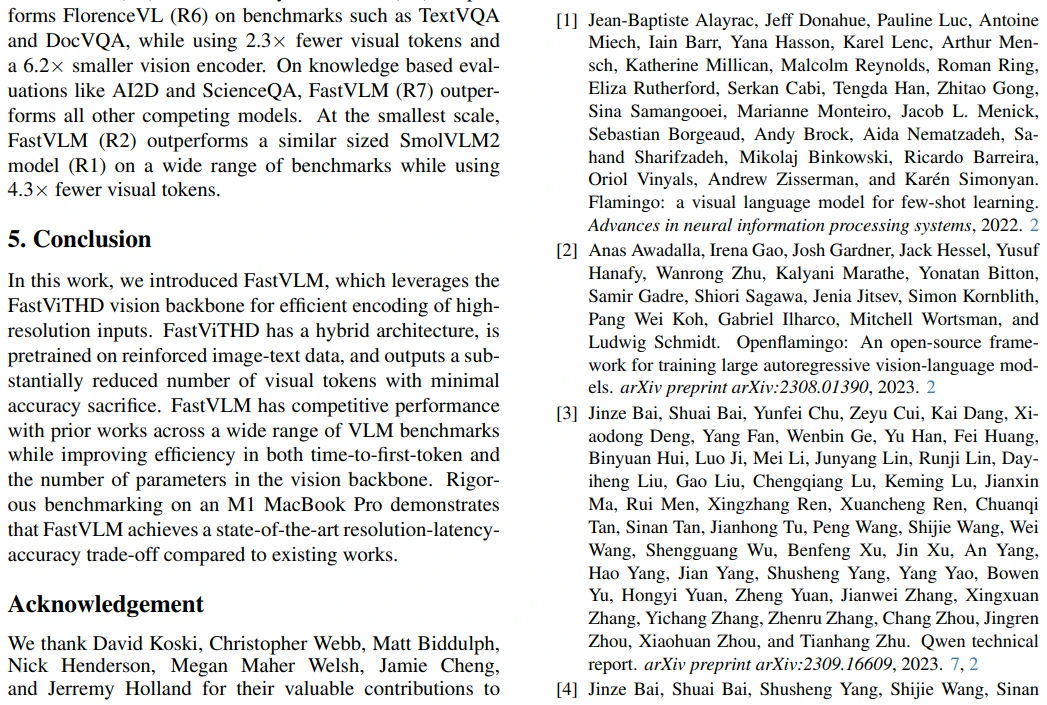 forms FlorenceVL (R6) on benchmarks such as TextVQA
and DocVQA, while using 2.3× fewer visual tokens and
a 6.2× smaller vision encoder. On knowledge based eval-
uations like AI2D and ScienceQA, FastVLM (R7) outper-
forms all other competing models. At the smallest scale,
FastVLM (R2) outperforms a similar sized SmolVLM2
model (R1) on a wide range of benchmarks while using
4.3× fewer visual tokens.
5. Conclusion
In this work, we introduced FastVLM, which leverages the
FastViTHD vision backbone for efficient encoding of high-
resolution inputs. FastViTHD has a hybrid architecture, is
pretrained on reinforced image-text data, and outputs a sub-
stantially reduced number of visual tokens with minimal
accuracy sacrifice. FastVLM has competitive performance
with prior works across a wide range of VLM benchmarks
while improving efficiency in both time-to-first-token and
the number of parameters in the vision backbone. Rigor-
ous benchmarking on an M1 MacBook Pro demonstrates
that FastVLM achieves a state-of-the-art resolution-latency-
accuracy trade-off compared to existing works.
Acknowledgement
We thank David Koski, Christopher Webb, Matt Biddulph,
Nick Henderson, Megan Maher Welsh, Jamie Cheng,
and Jerremy Holland for their valuable contributions to
[1] Jean-Baptiste Alayrac, Jeff Donahue, Pauline Luc, Antoine
Miech, Iain Barr, Yana Hasson, Karel Lenc, Arthur Men-
sch, Katherine Millican, Malcolm Reynolds, Roman Ring,
Eliza Rutherford, Serkan Cabi, Tengda Han, Zhitao Gong,
Sina Samangooei, Marianne Monteiro, Jacob L. Menick,
Sebastian Borgeaud, Andy Brock, Aida Nematzadeh, Sa-
hand Sharifzadeh, Mikolaj Binkowski, Ricardo Barreira,
Oriol Vinyals, Andrew Zisserman, and Karén Simonyan.
Flamingo: a visual language model for few-shot learning.
Advances in neural information processing systems, 2022. 2
[2] Anas Awadalla, Irena Gao, Josh Gardner, Jack Hessel, Yusuf
Hanafy, Wanrong Zhu, Kalyani Marathe, Yonatan Bitton,
Samir Gadre, Shiori Sagawa, Jenia Jitsev, Simon Kornblith,
Pang Wei Koh, Gabriel Ilharco, Mitchell Wortsman, and
Ludwig Schmidt. Openflamingo: An open-source frame-
work for training large autoregressive vision-language mod-
els. arXiv preprint arXiv:2308.01390, 2023. 2
[3] Jinze Bai, Shuai Bai, Yunfei Chu, Zeyu Cui, Kai Dang, Xi-
aodong Deng, Yang Fan, Wenbin Ge, Yu Han, Fei Huang,
Binyuan Hui, Luo Ji, Mei Li, Junyang Lin, Runji Lin, Day-
iheng Liu, Gao Liu, Chengqiang Lu, Keming Lu, Jianxin
Ma, Rui Men, Xingzhang Ren, Xuancheng Ren, Chuanqi
Tan, Sinan Tan, Jianhong Tu, Peng Wang, Shijie Wang, Wei
Wang, Shengguang Wu, Benfeng Xu, Jin Xu, An Yang,
Hao Yang, Jian Yang, Shusheng Yang, Yang Yao, Bowen
Yu, Hongyi Yuan, Zheng Yuan, Jianwei Zhang, Xingxuan
Zhang, Yichang Zhang, Zhenru Zhang, Chang Zhou, Jingren
Zhou, Xiaohuan Zhou, and Tianhang Zhu. Qwen technical
report. arXiv preprint arXiv:2309.16609, 2023. 7, 2
[4] Jinze Bai, Shuai Bai, Shusheng Yang, Shijie Wang, Sinan